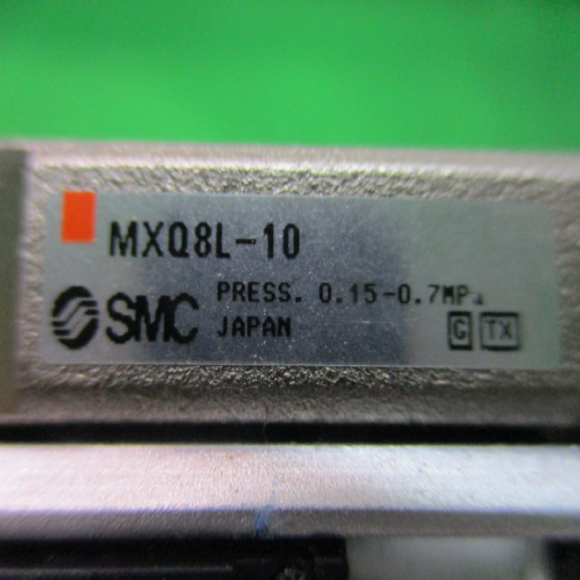 MXQ8L-10
PRESS. 0.15-0.7MPa
SMC JAPAN
C TX